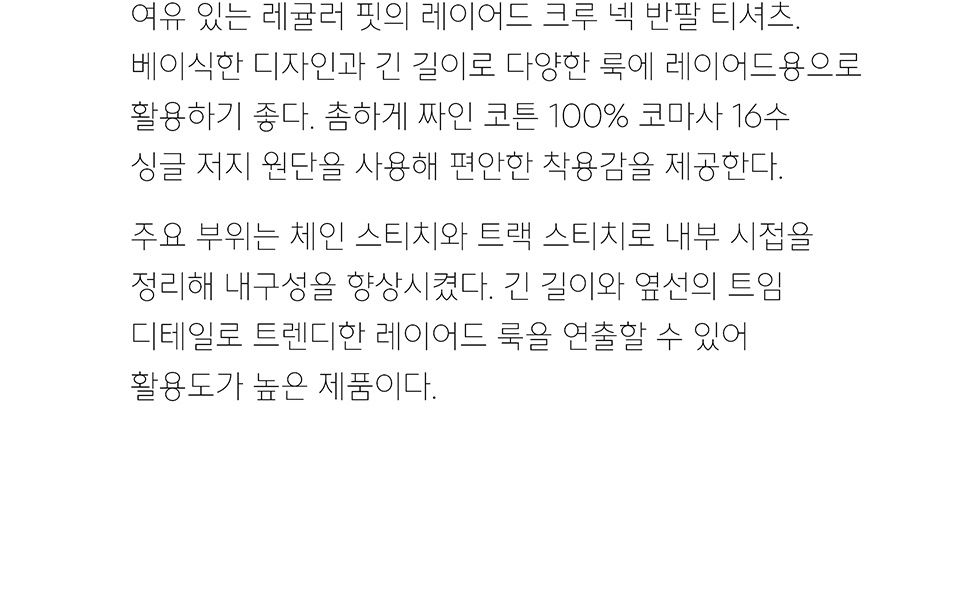 여유 있는 레귤러 핏의 레이어드 크루 넥 반팔 티셔츠.
베이식한 디자인과 긴 길이로 다양한 룩에 레이어드용으로
활용하기 좋다. 촘하게 짜인 코튼 100% 코마사 16수
싱글 저지 원단을 사용해 편안한 착용감을 제공한다.
주요 부위는 체인 스티치와 트랙 스티치로 내부 시접을
정리해 내구성을 향상시켰다. 긴 길이와 옆선의 트임
디테일로 트렌디한 레이어드 룩을 연출할 수 있어
활용도가 높은 제품이다.